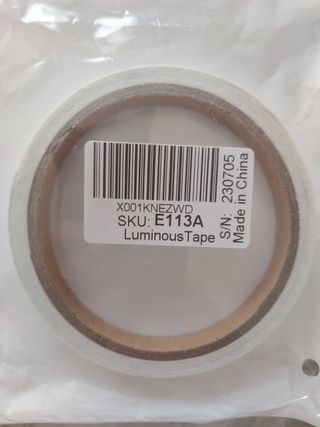 X001KNEZWD
SKU: E113A
LuminousTape
S/N: 230705
Made in China